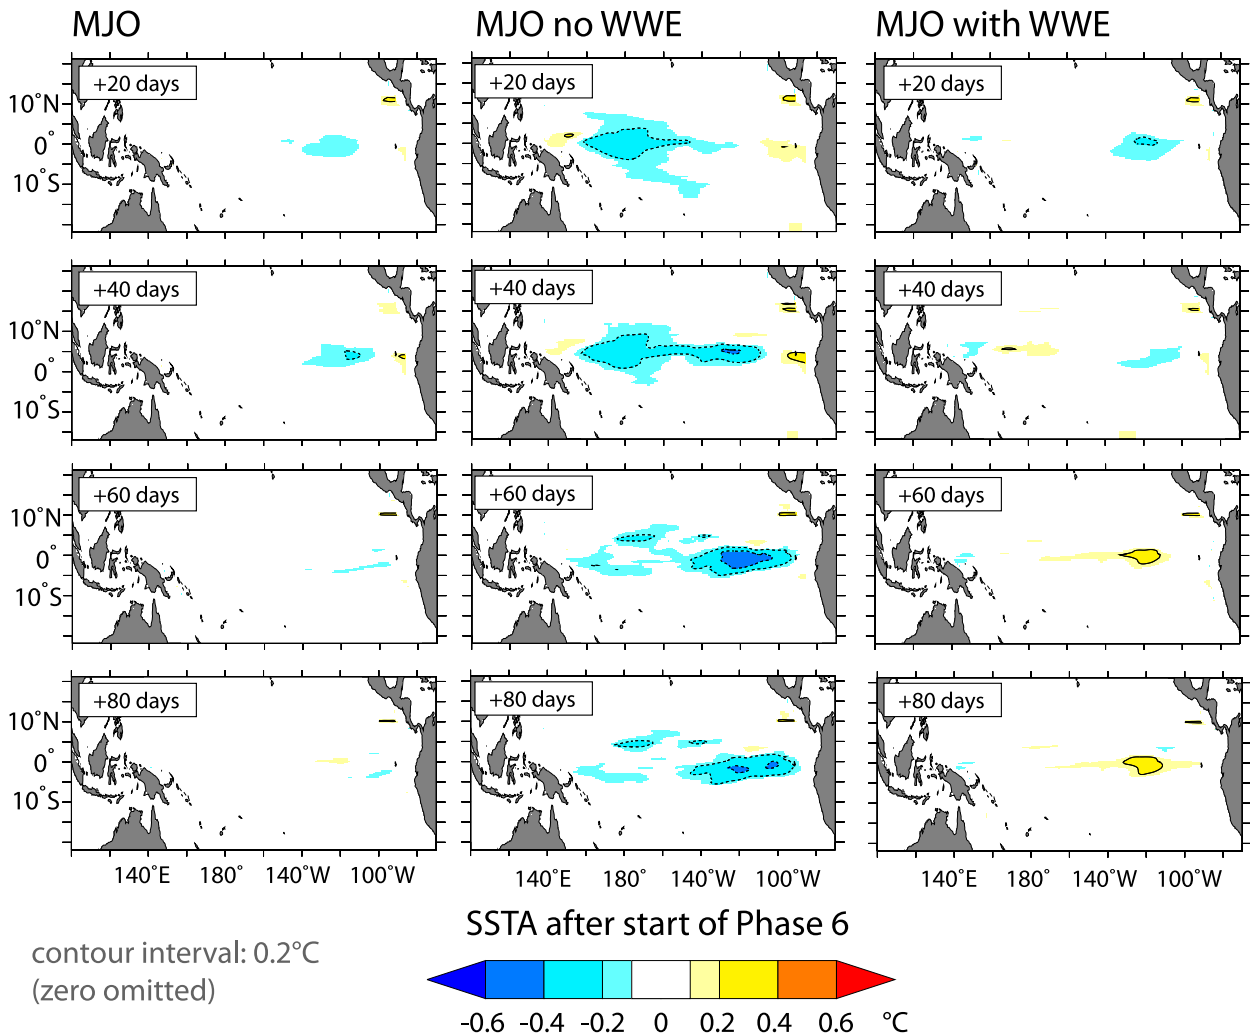 MJO MJO no WWE MJO with WWE
+20 days +20 days +20 days
10°N
0°
10°S
+40 days +40 days +40 days
10°N
0°
10°S
+60 days +60 days +60 days
10°N
0°
10°S
+80 days +80 days +80 days
10°N
0°
10°S
140°E 180° 140°W 100°W 140°E 180° 140°W 100°W 140°E 180° 140°W 100°W
SSTA after start of Phase 6
contour interval: 0.2°C
(zero omitted)
-0.6 -0.4 -0.2 0 0.2 0.4 0.6 °C